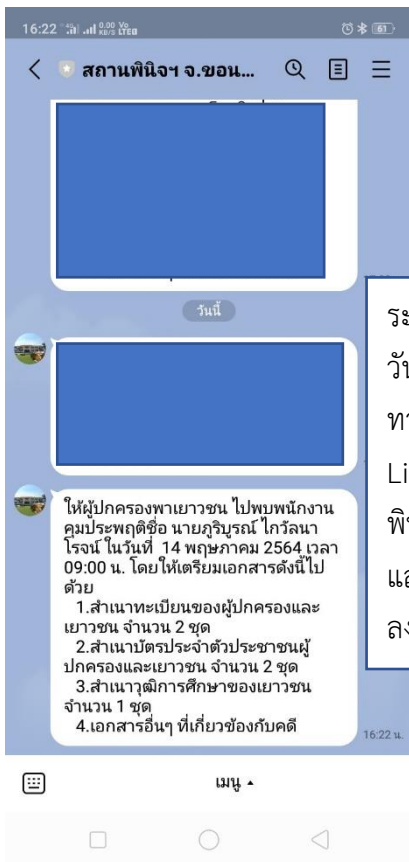 16:22
0.00 KB/S
61
สถานพินิจฯ จ.ขอน...
วันนี้
ให้ผู้ปกครองพาเยาวชน ไปพบพนักงาน
คุมประพฤติชื่อ นายภูริบูรณ์ ไกวัลนา
โรจน์ ในวันที่ 14 พฤษภาคม 2564 เวลา
09:00 น. โดยให้เตรียมเอกสารดังนี้ไป
ด้วย
1.สำเนาทะเบียนของผู้ปกครองและ
เยาวชน จำนวน 2 ชุด
2.สำเนาบัตรประจำตัวประชาชนผู้
ปกครองและเยาวชน จำนวน 2 ชุด
3.สำเนาวุฒิการศึกษาของเยาวชน
จำนวน 1 ชุด
4.เอกสารอื่นๆ ที่เกี่ยวข้องกับคดี
16:22 น.
เมนู